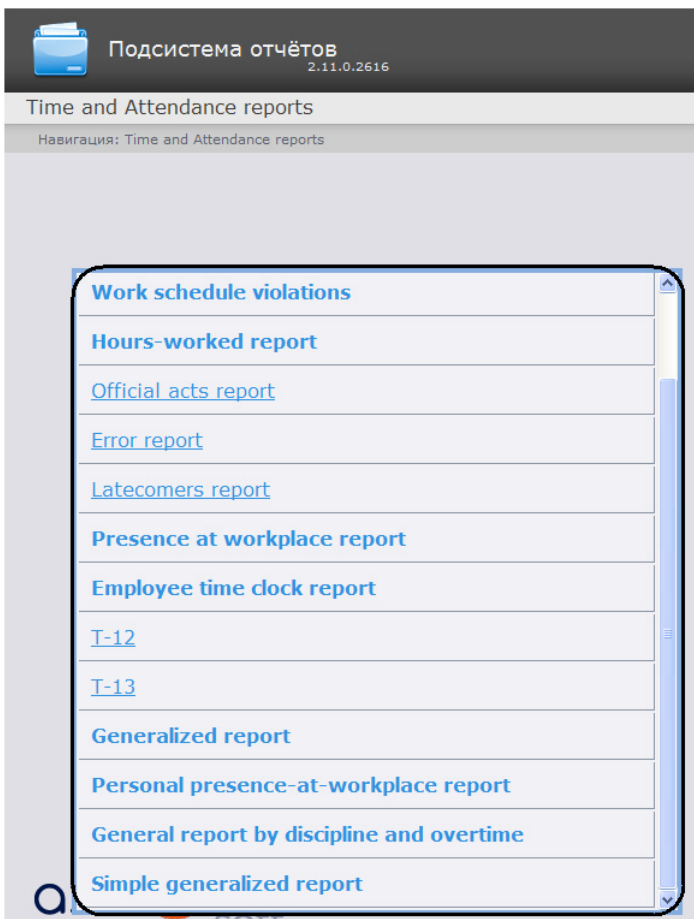 Подсистема отчётов
2.11.0.2616
Time and Attendance reports
Навигация: Time and Attendance reports
Work schedule violations
Hours-worked report
Official acts report
Error report
Latecomers report
Presence at workplace report
Employee time clock report
T-12
T-13
Generalized report
Personal presence-at-workplace report
General report by discipline and overtime
Simple generalized report